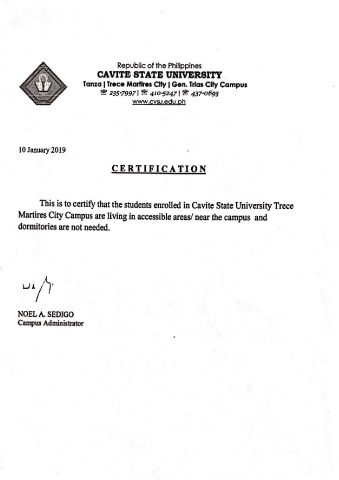 Republic of the Philippines
CAVITE STATE UNIVERSITY
Tanza | Trece Martires City | Gen. Trias City Campus
☏ 235-7997 | ☏ 410-5247 | ☏ 437-0693
www.cvsu.edu.ph
10 January 2019
CERTIFICATION
This is to certify that the students enrolled in Cavite State University Trece
Martires City Campus are living in accessible areas/ near the campus and
dormitories are not needed.
NOEL A. SEDIGO
Campus Administrator